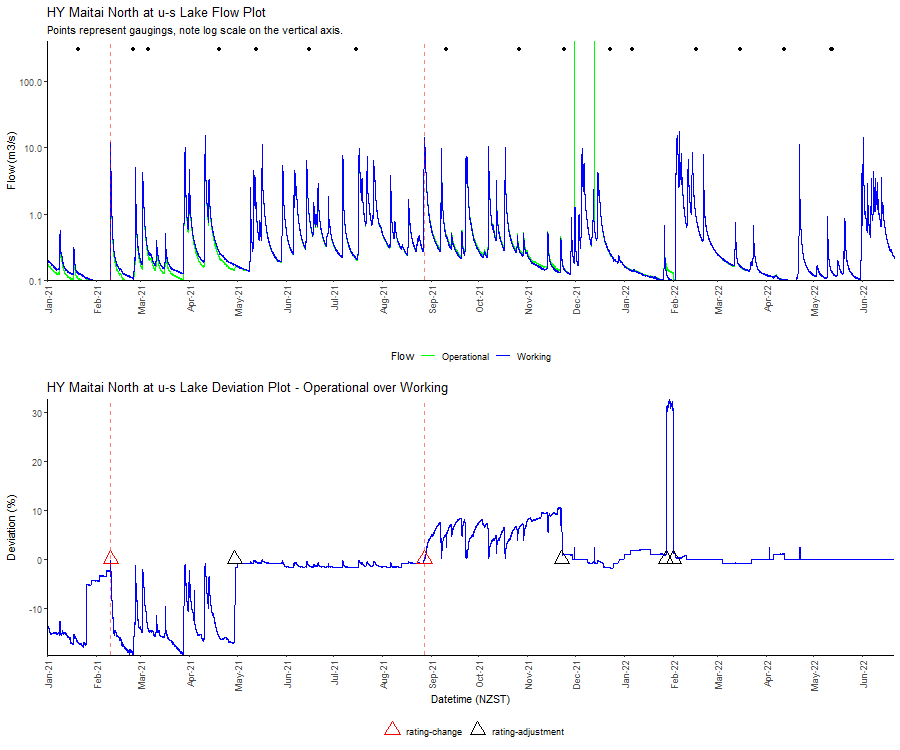 HY Maitai North at u-s Lake Flow Plot
Points represent gaugings, note log scale on the vertical axis.
Flow (m3/s)
100.0
10.0
1.0
0.1
Jan-21 Feb-21 Mar-21 Apr-21 May-21 Jun-21 Jul-21 Aug-21 Sep-21 Oct-21 Nov-21 Dec-21 Jan-22 Feb-22 Mar-22 Apr-22 May-22 Jun-22
Flow Operational Working
HY Maitai North at u-s Lake Deviation Plot - Operational over Working
Deviation (%)
30
20
10
0
-10
Jan-21 Feb-21 Mar-21 Apr-21 May-21 Jun-21 Jul-21 Aug-21 Sep-21 Oct-21 Nov-21 Dec-21 Jan-22 Feb-22 Mar-22 Apr-22 May-22 Jun-22
Datetime (NZST)
rating-change rating-adjustment